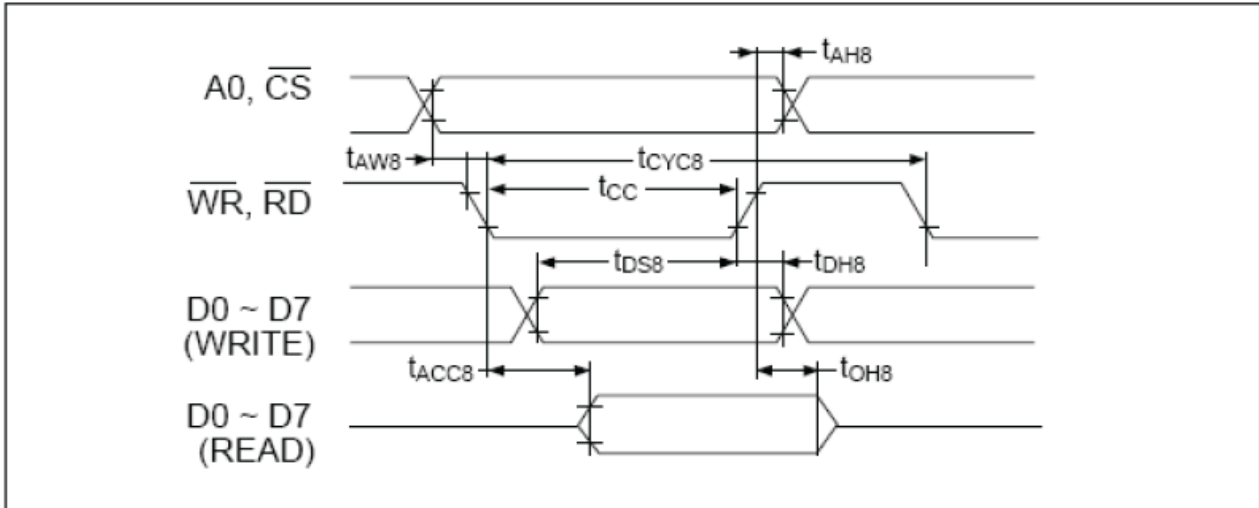 tAH8
A0, CS
tAW8
tCYC8
WR, RD
tCC
tDS8
tDH8
D0 ~ D7
(WRITE)
tACC8
tOH8
D0 ~ D7
(READ)